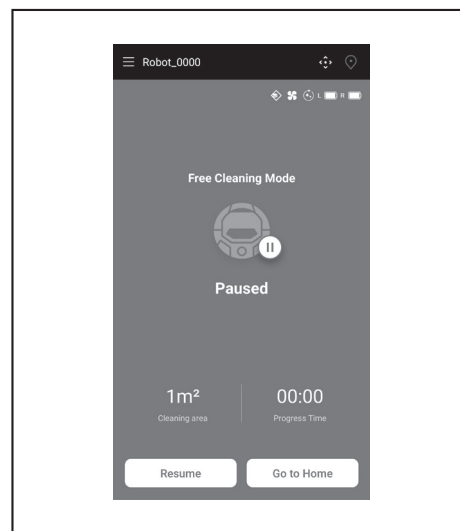 Robot_0000
L R
Free Cleaning Mode
Paused
1m² 00:00
Cleaning area Progress Time
Resume Go to Home